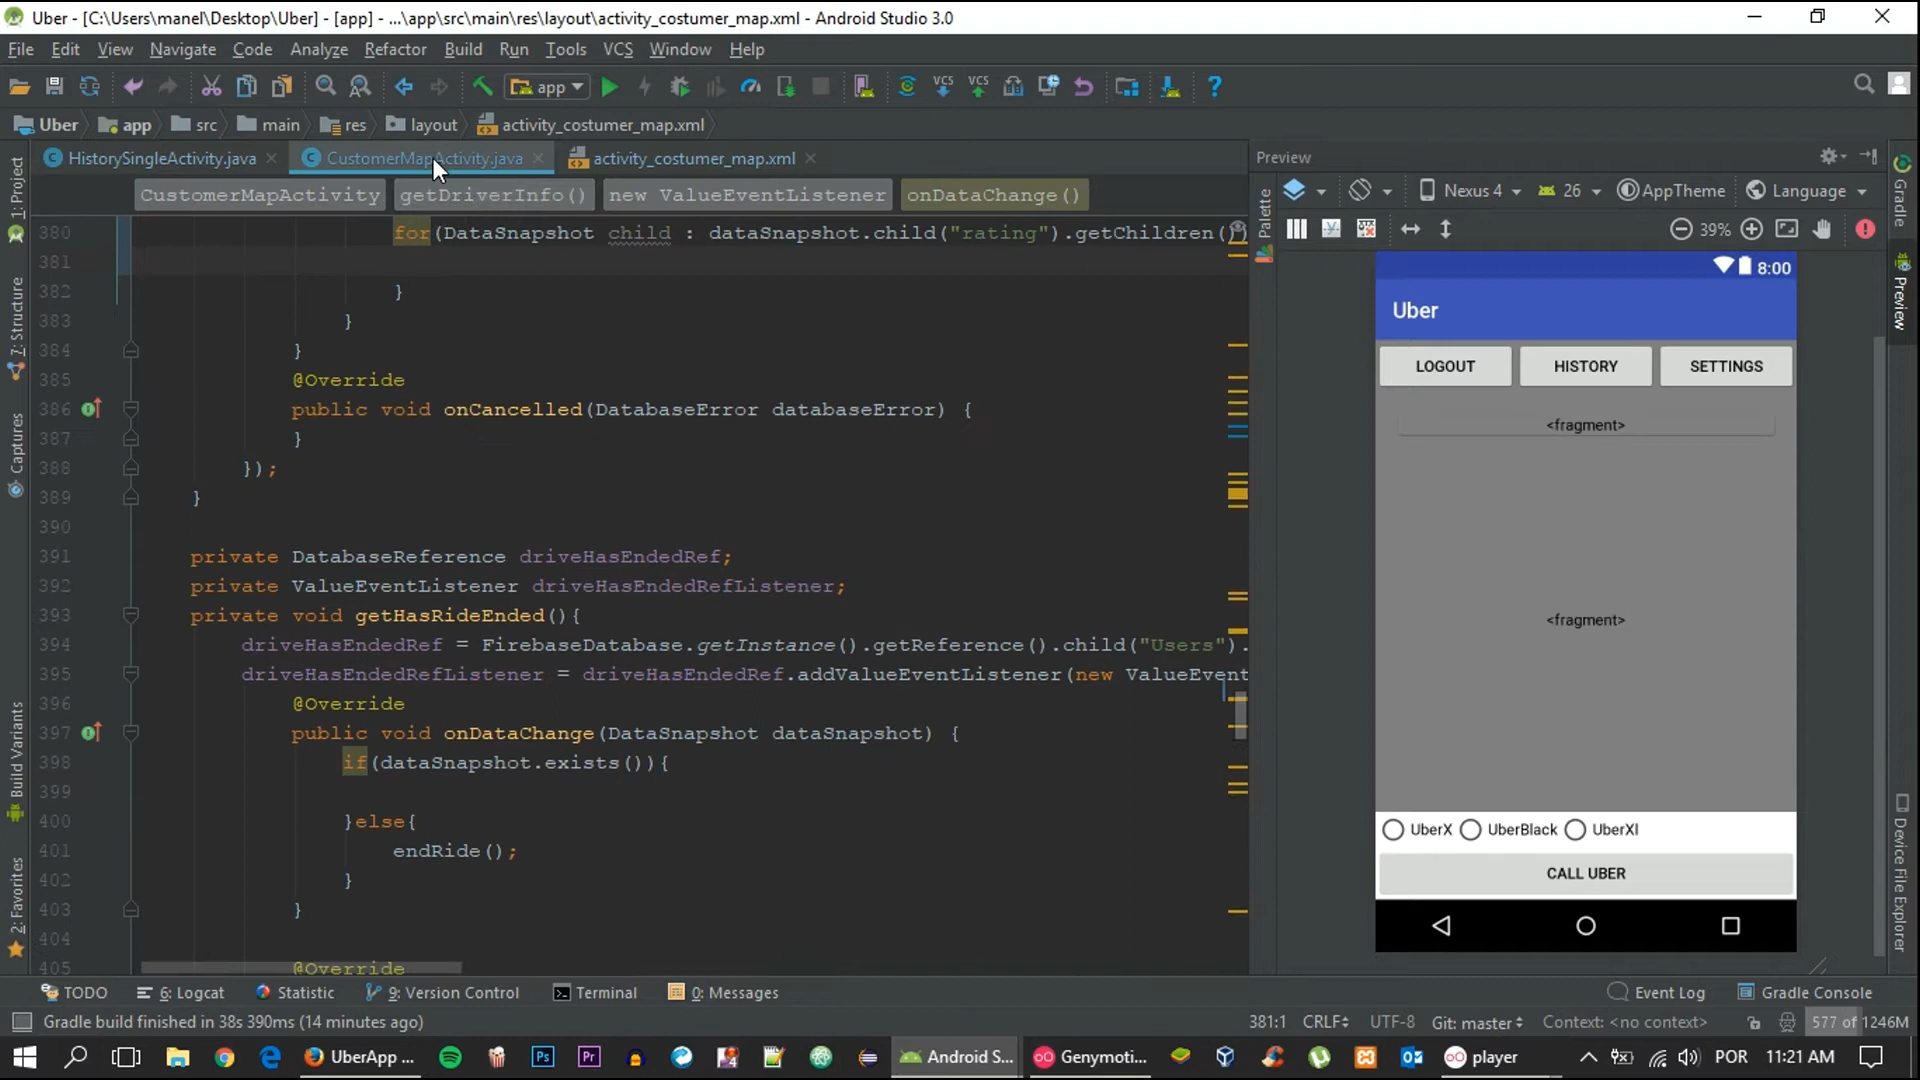 Uber - [C:\Users\manel\Desktop\Uber] - [app] - ...\app\src\main\res\layout\activity_costumer_map.xml - Android Studio 3.0
File Edit View Navigate Code Analyze Refactor Build Run Tools VCS Window Help
app VCS VCS ?
Uber app src main res layout activity_costumer_map.xml
HistorySingleActivity.java CustomerMapActivity.java activity_costumer_map.xml
CustomerMapActivity getDriverInfo() new ValueEventListener onDataChange()
380 for(DataSnapshot child : dataSnapshot.child("rating").getChildren()
381
382 }
383 }
384 }
385 @Override
386 public void onCancelled(DatabaseError databaseError) {
387 }
388 });
389 }
390
391 private DatabaseReference driveHasEndedRef;
392 private ValueEventListener driveHasEndedRefListener;
393 private void getHasRideEnded(){
394 driveHasEndedRef = FirebaseDatabase.getInstance().getReference().child("Users").
395 driveHasEndedRefListener = driveHasEndedRef.addValueEventListener(new ValueEvent
396 @Override
397 public void onDataChange(DataSnapshot dataSnapshot) {
398 if(dataSnapshot.exists()){
399
400 }else{
401 endRide();
402 }
403 }
404
405 @Override
1: Project
7: Structure
Captures
Build Variants
2: Favorites
Preview
Palette
Nexus 4 26 AppTheme Language
39%
8:00
Uber
LOGOUT HISTORY SETTINGS
<fragment>
<fragment>
UberX UberBlack UberXl
CALL UBER
Gradle
Preview
Device File Explorer
TODO 6: Logcat Statistic 9: Version Control Terminal 0: Messages Event Log Gradle Console
Gradle build finished in 38s 390ms (14 minutes ago) 381:1 CRLF UTF-8 Git: master Context: <no context> 577 of 1246M
UberApp ... Ps Pr Android S... Genymoti... player POR 11:21 AM